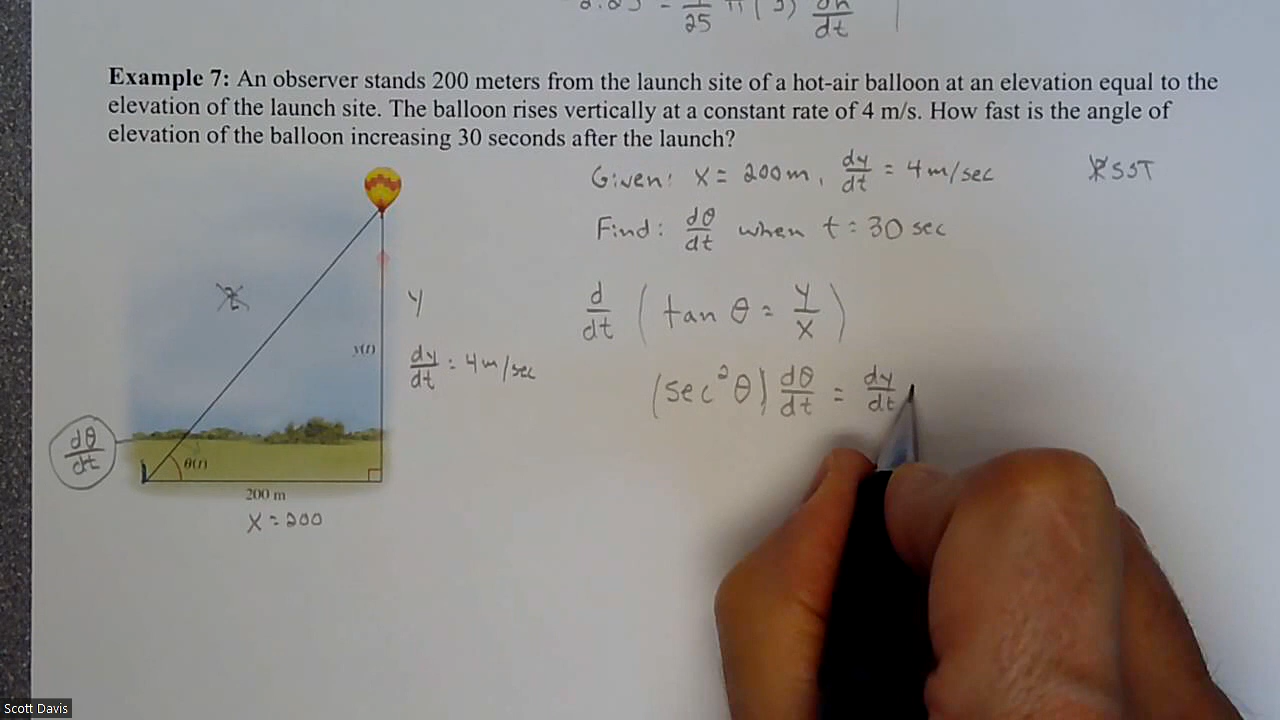 25 π ( 3 ) dt
Example 7: An observer stands 200 meters from the launch site of a hot-air balloon at an elevation equal to the
elevation of the launch site. The balloon rises vertically at a constant rate of 4 m/s. How fast is the angle of
elevation of the balloon increasing 30 seconds after the launch?
Given: x = 200m, dy/dt = 4m/sec
SST
Find: dθ/dt when t = 30 sec
z
y
d/dt ( tan θ = y/x )
y(t)
dy/dt = 4m/sec
(sec²θ) dθ/dt = dy/dt
dθ/dt
θ(t)
200 m
x = 200
Scott Davis